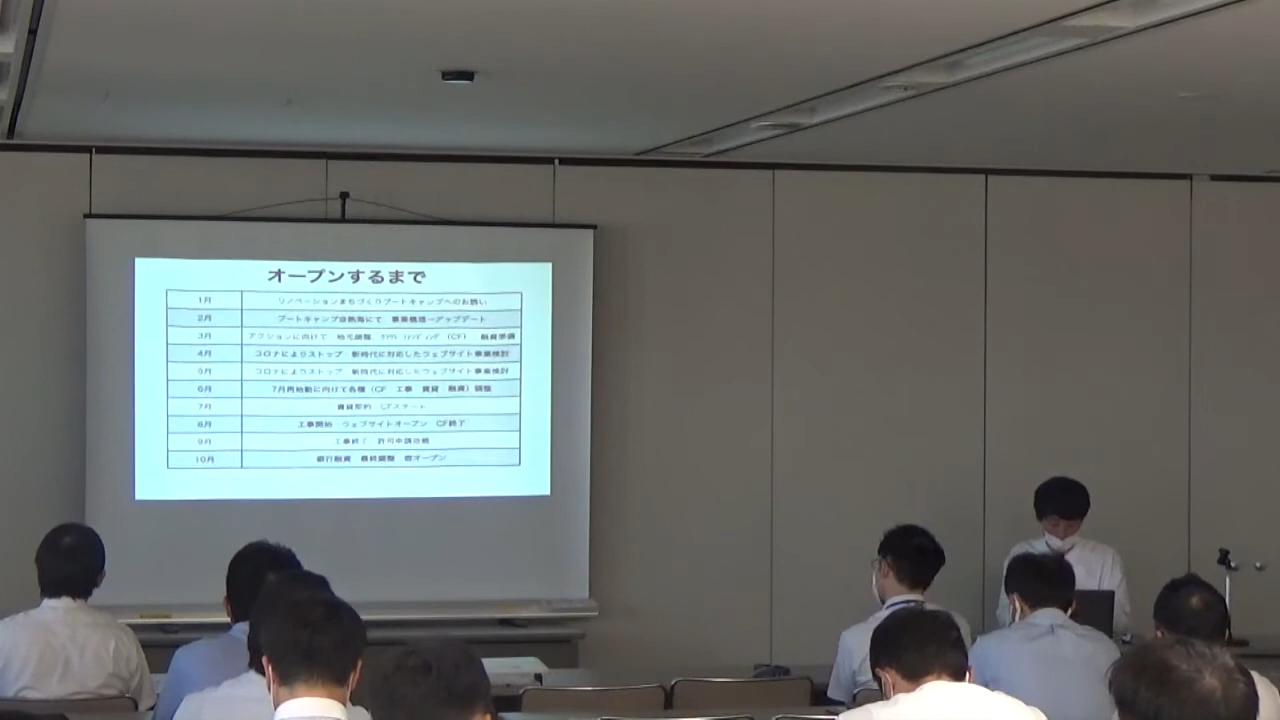 オープンするまで
1月 リノベーションまちづくりブートキャンプへのお誘い
2月 ブートキャンプ@熱海にて 事業構造一アップデート
3月 アクションに向けて 地元調整 ｸﾗｳﾄﾞﾌｧﾝﾃﾞｨﾝｸﾞ（CF） 融資準備
4月 コロナによりストップ 新時代に対応したウェブサイト事業検討
5月 コロナによりストップ 新時代に対応したウェブサイト事業検討
6月 7月再始動に向けて各種（CF 工事 賃貸 融資）調整
7月 賃貸契約 CFスタート
8月 工事開始 ウェブサイトオープン CF終了
9月 工事終了 許可申請依頼
10月 銀行融資 最終調整 宿オープン